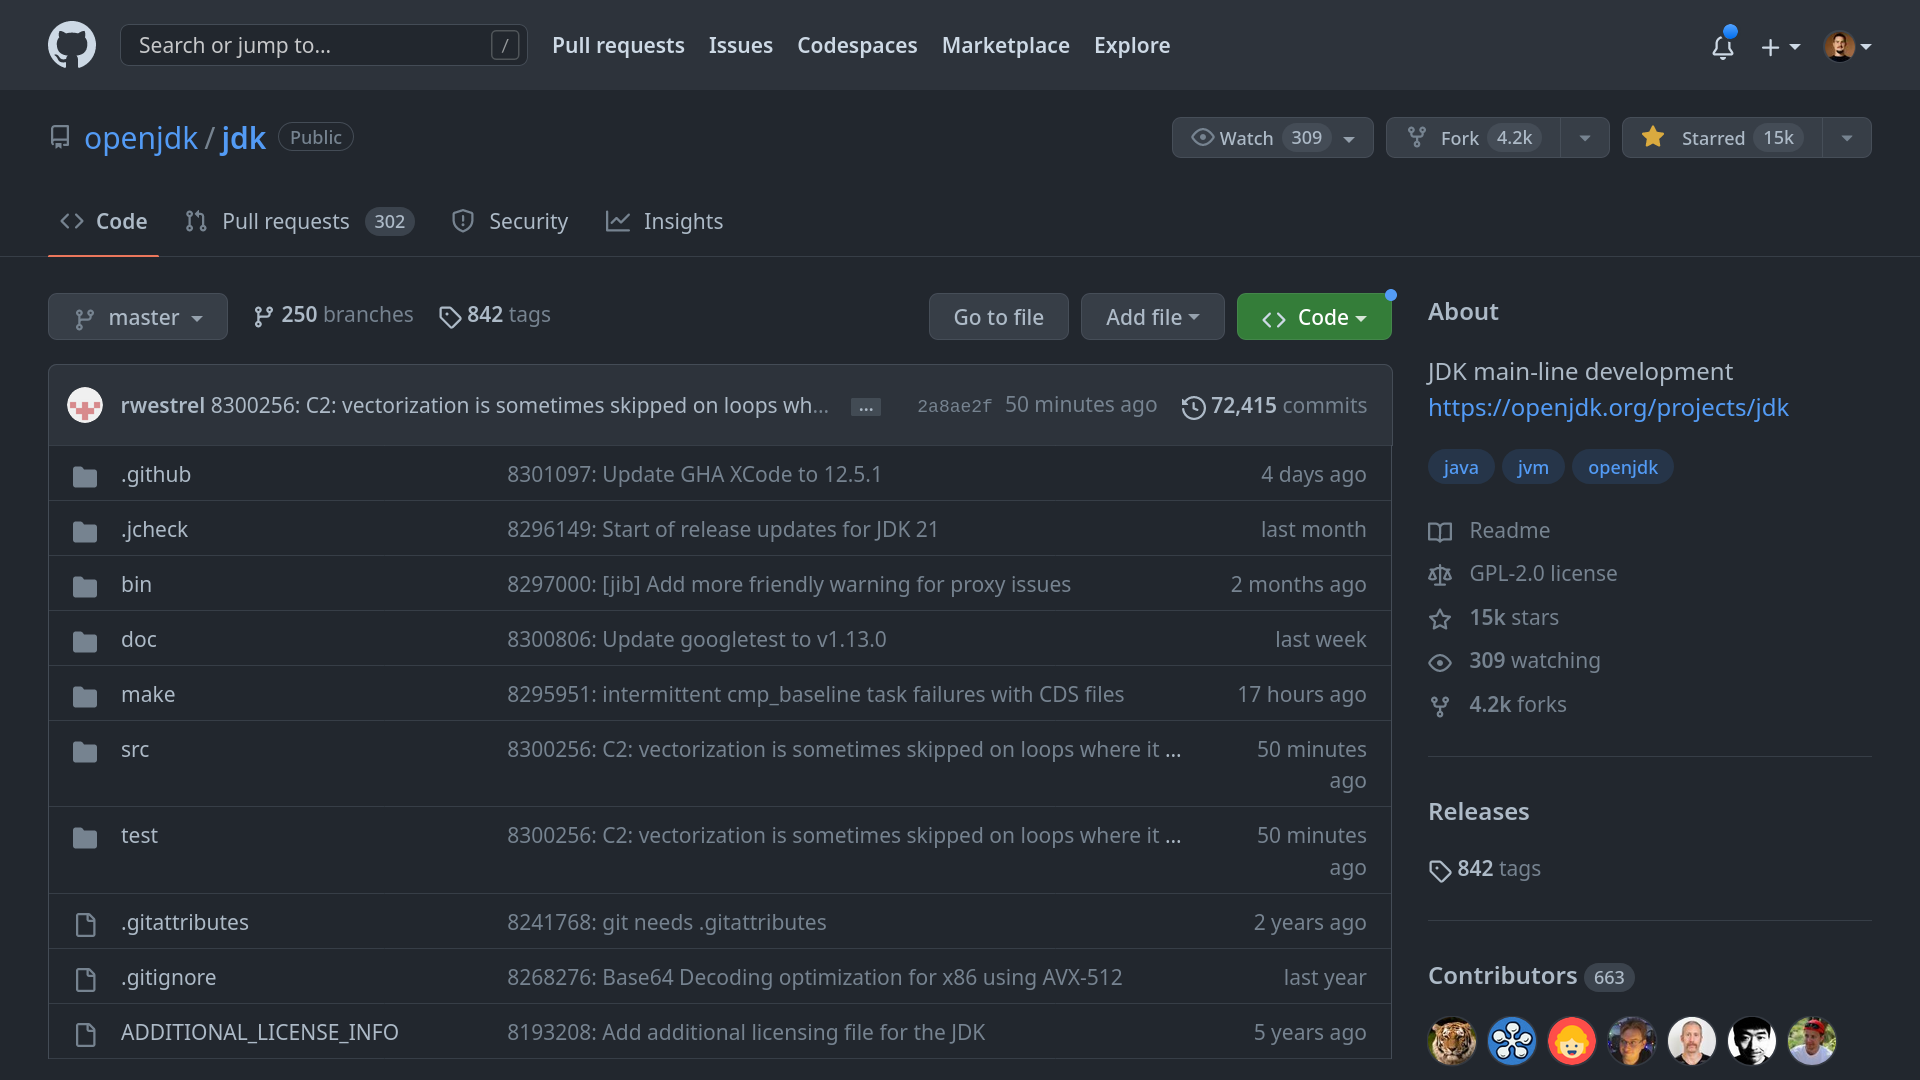 Search or jump to... /
Pull requests Issues Codespaces Marketplace Explore
openjdk / jdk Public
Watch 309
Fork 4.2k
Starred 15k
Code
Pull requests 302
Security
Insights
master
250 branches
842 tags
Go to file
Add file
Code
rwestrel 8300256: C2: vectorization is sometimes skipped on loops wh... ... 2a8ae2f 50 minutes ago 72,415 commits
.github 8301097: Update GHA XCode to 12.5.1 4 days ago
.jcheck 8296149: Start of release updates for JDK 21 last month
bin 8297000: [jib] Add more friendly warning for proxy issues 2 months ago
doc 8300806: Update googletest to v1.13.0 last week
make 8295951: intermittent cmp_baseline task failures with CDS files 17 hours ago
src 8300256: C2: vectorization is sometimes skipped on loops where it ... 50 minutes
ago
test 8300256: C2: vectorization is sometimes skipped on loops where it ... 50 minutes
ago
.gitattributes 8241768: git needs .gitattributes 2 years ago
.gitignore 8268276: Base64 Decoding optimization for x86 using AVX-512 last year
ADDITIONAL_LICENSE_INFO 8193208: Add additional licensing file for the JDK 5 years ago
About
JDK main-line development
https://openjdk.org/projects/jdk
java jvm openjdk
Readme
GPL-2.0 license
15k stars
309 watching
4.2k forks
Releases
842 tags
Contributors 663